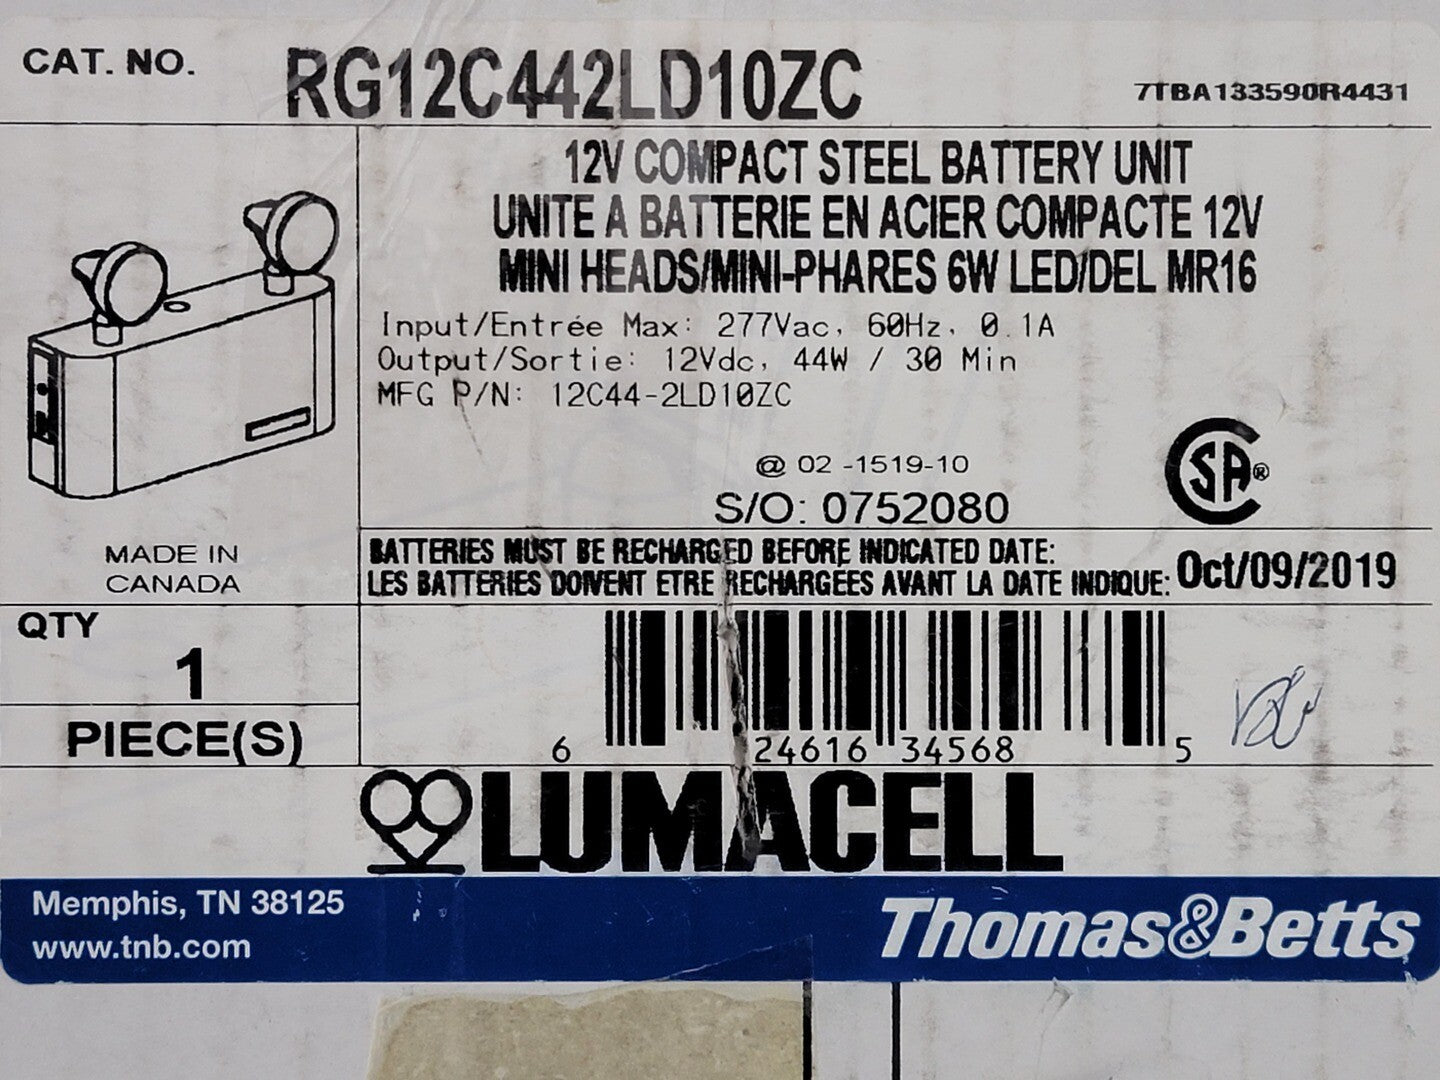 CAT. NO. RG12C442LD10ZC 7TBA133590R4431
12V COMPACT STEEL BATTERY UNIT
UNITE A BATTERIE EN ACIER COMPACTE 12V
MINI HEADS/MINI-PHARES 6W LED/DEL MR16
Input/Entrée Max: 277Vac, 60Hz, 0.1A
Output/Sortie: 12Vdc, 44W / 30 Min
MFG P/N: 12C44-2LD10ZC
@ 02 -1519-10
S/O: 0752080
CSA®
MADE IN
CANADA
BATTERIES MUST BE RECHARGED BEFORE INDICATED DATE:
LES BATTERIES DOIVENT ETRE RECHARGÉES AVANT LA DATE INDIQUE: Oct/09/2019
QTY
1
PIECE(S)
6 24616 34568 5
LUMACELL
Memphis, TN 38125
www.tnb.com
Thomas&Betts